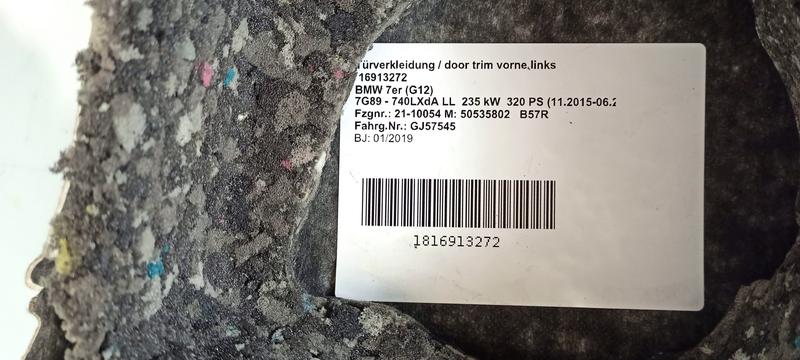 Türverkleidung / door trim vorne,links
716913272
BMW 7er (G12)
7G89 - 740LXdA LL 235 kW 320 PS (11.2015-06.2
Fzgnr.: 21-10054 M: 50535802 B57R
Fahrg.Nr.: GJ57545
BJ: 01/2019
1816913272